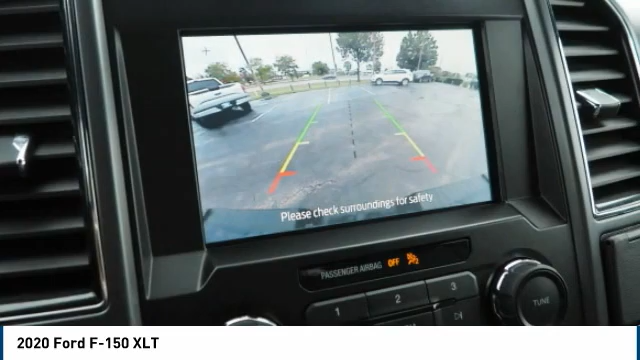 Please check surroundings for safety
PASSENGER AIRBAG OFF
1 2 3
TUNE
2020 Ford F-150 XLT